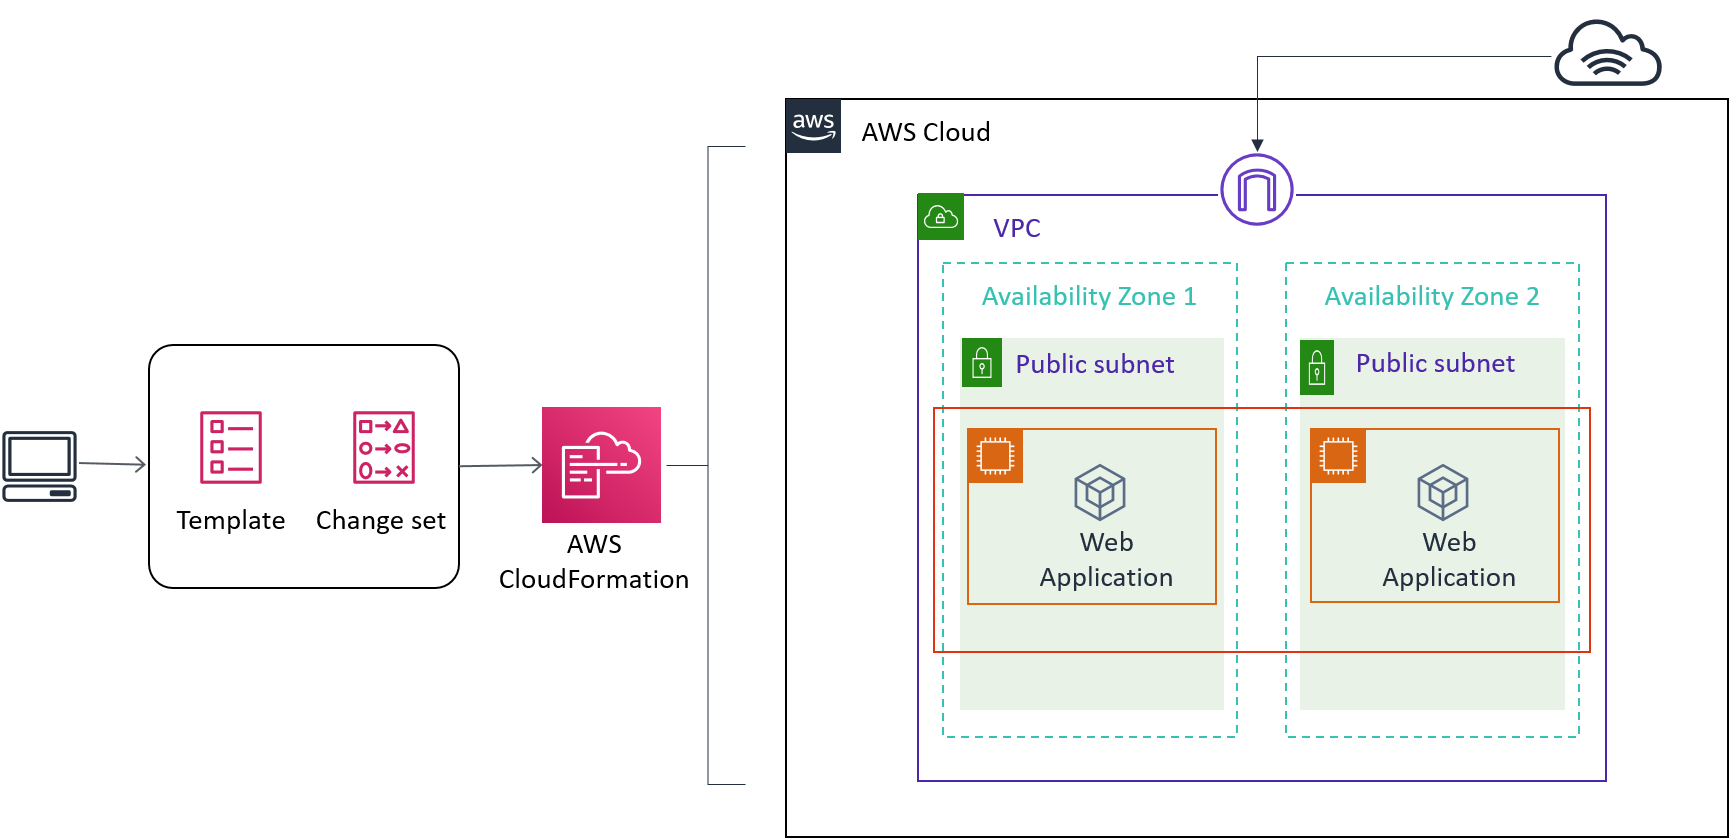 aws
AWS Cloud
VPC
Availability Zone 1
Availability Zone 2
Public subnet
Public subnet
Template
Change set
AWS
CloudFormation
Web
Application
Web
Application